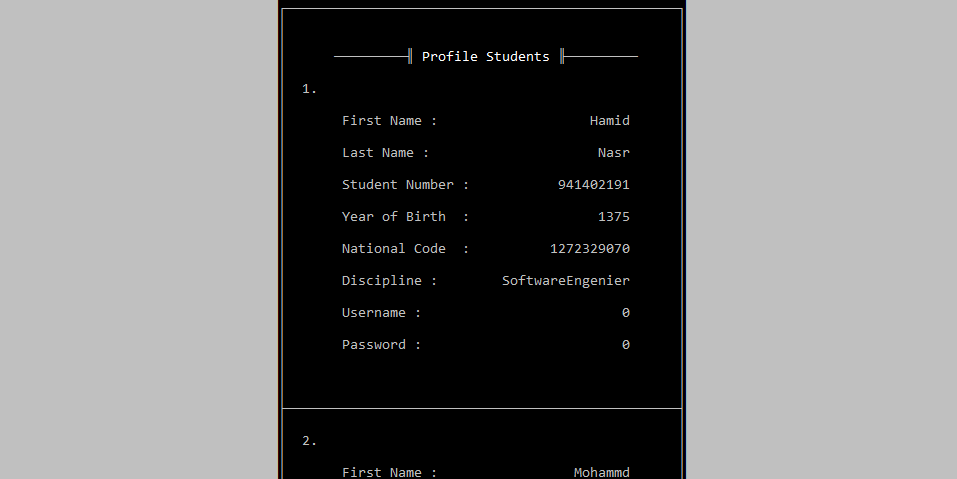 Profile Students
1.
First Name : Hamid
Last Name : Nasr
Student Number : 941402191
Year of Birth : 1375
National Code : 1272329070
Discipline : SoftwareEngenier
Username : 0
Password : 0
2.
First Name : Mohammd